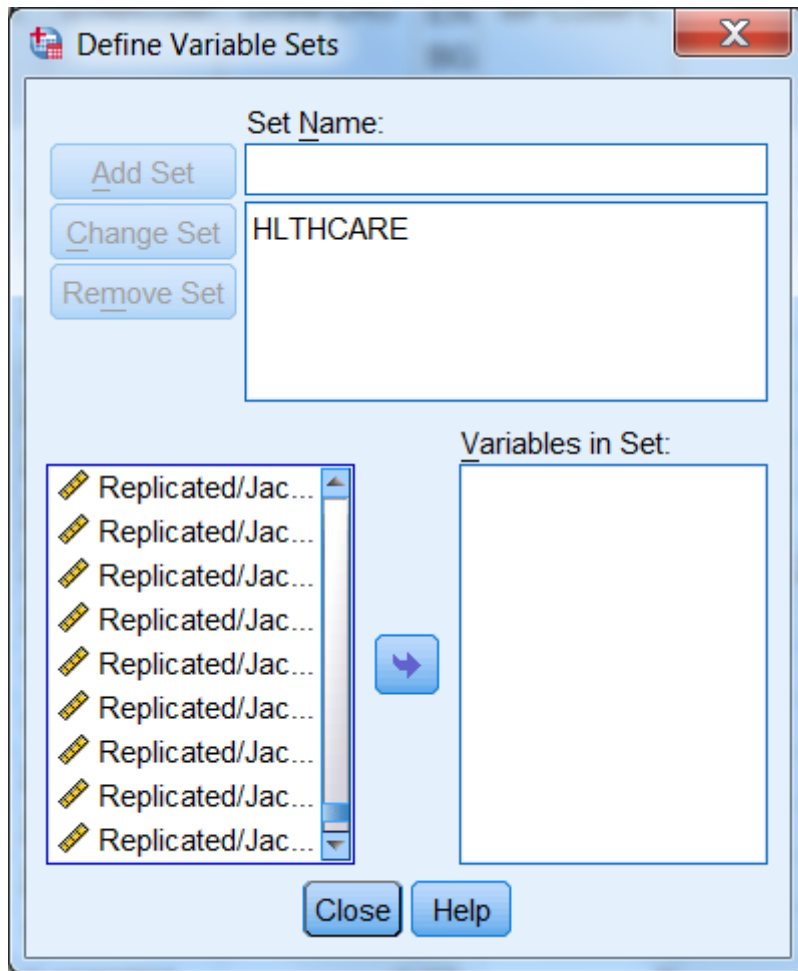 Define Variable Sets
Set Name:
Add Set
Change Set
HLTHCARE
Remove Set
Variables in Set:
Replicated/Jac...
Replicated/Jac...
Replicated/Jac...
Replicated/Jac...
Replicated/Jac...
Replicated/Jac...
Replicated/Jac...
Replicated/Jac...
Replicated/Jac...
Close
Help